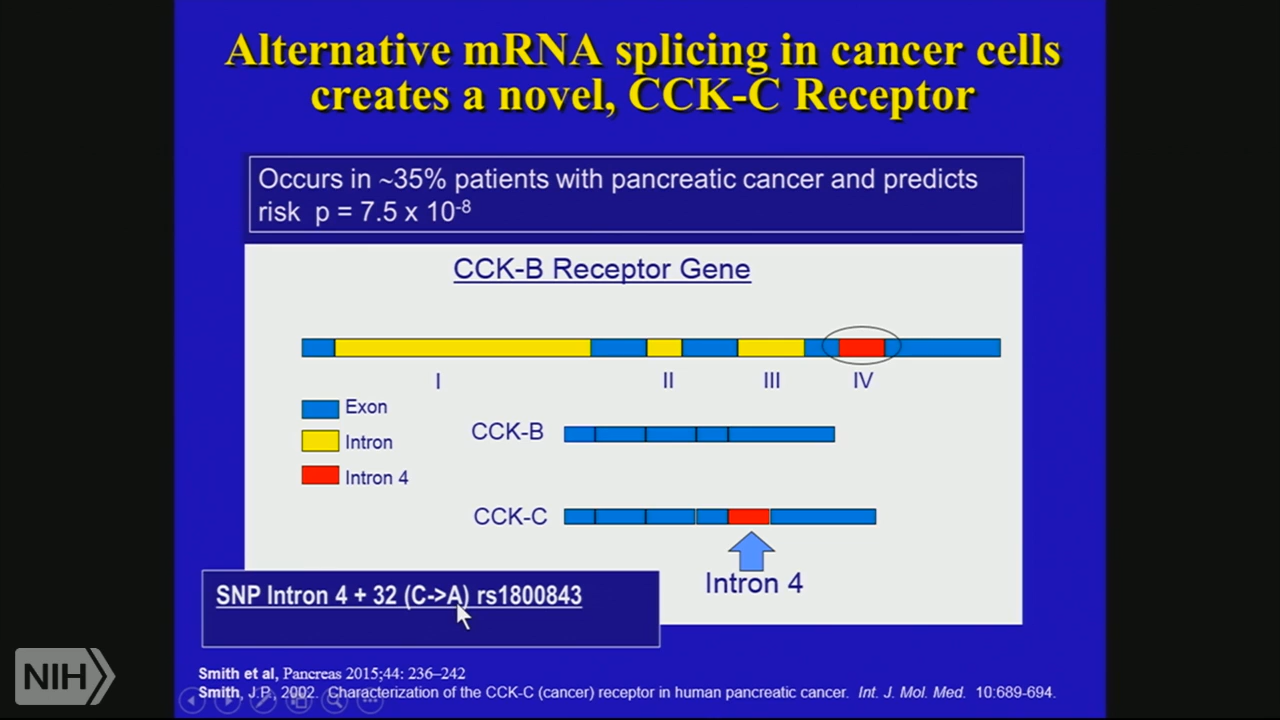 Alternative mRNA splicing in cancer cells
creates a novel, CCK-C Receptor
Occurs in ~35% patients with pancreatic cancer and predicts
risk p = 7.5 x 10-8
CCK-B Receptor Gene
I II III IV
Exon
Intron
Intron 4
CCK-B
CCK-C
Intron 4
SNP Intron 4 + 32 (C->A) rs1800843
Smith et al, Pancreas 2015;44: 236–242
Smith, J.P. 2002. Characterization of the CCK-C (cancer) receptor in human pancreatic cancer. Int. J. Mol. Med. 10:689-694.
NIH